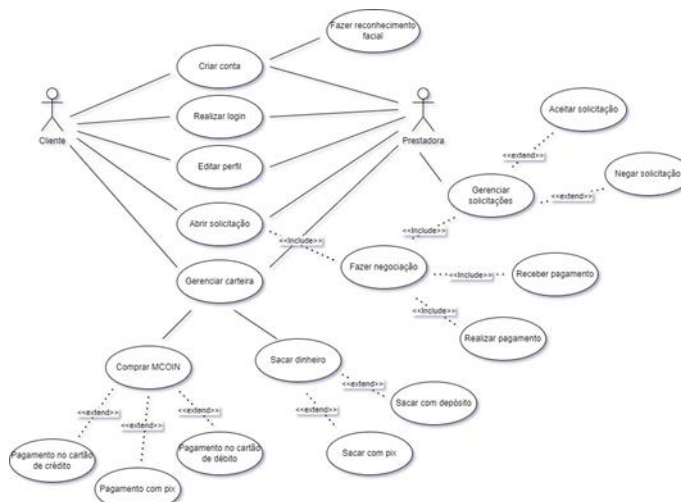 Fazer reconhecimento
facial
Criar conta
Realizar login
Aceitar solicitação
Cliente
Prestadora
<<extend>>
Editar perfil
Negar solicitação
Gerenciar
solicitações
<<extend>>
Abrir solicitação
<<Include>>
<<Include>>
Fazer negociação
<<Include>>
Receber pagamento
Gerenciar carteira
<<Include>>
Realizar pagamento
Comprar MCOIN
Sacar dinheiro
<<extend>>
Sacar com depósito
<<extend>>
<<extend>>
<<extend>>
<<extend>>
Pagamento no cartão
de crédito
Pagamento no cartão
de débito
Sacar com pix
Pagamento com pix